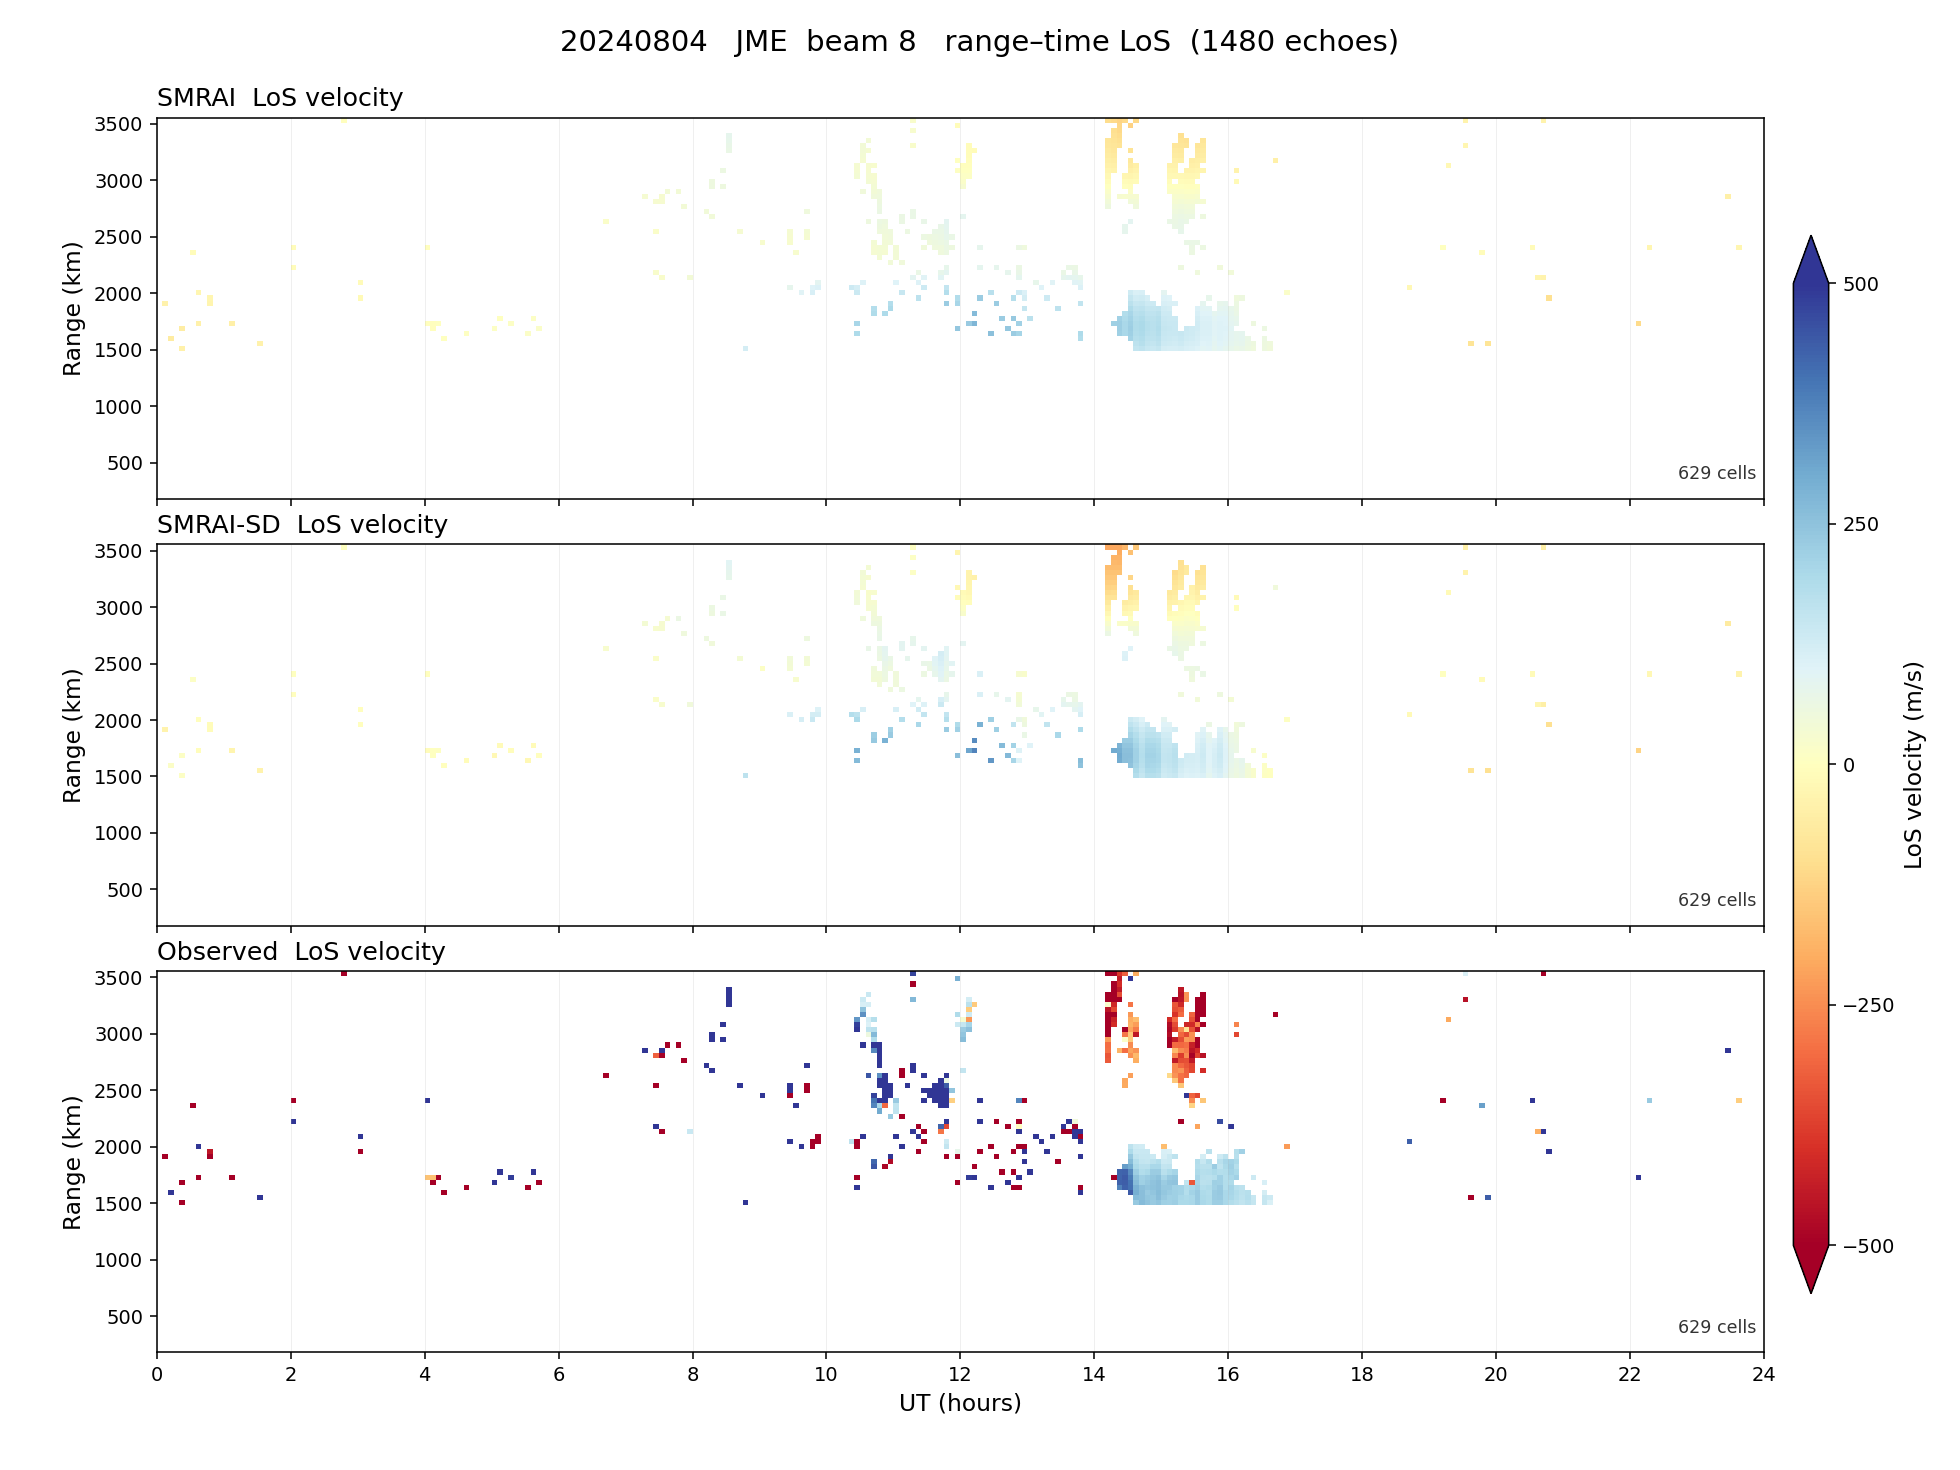 20240804   JME  beam 8   range–time LoS  (1480 echoes)
SMRAI  LoS velocity
3500
3000
2500
2000
1500
1000
500
Range (km)
629 cells
SMRAI-SD  LoS velocity
3500
3000
2500
2000
1500
1000
500
Range (km)
629 cells
Observed  LoS velocity
3500
3000
2500
2000
1500
1000
500
Range (km)
629 cells
0 2 4 6 8 10 12 14 16 18 20 22 24
UT (hours)
500
250
0
−250
−500
LoS velocity (m/s)